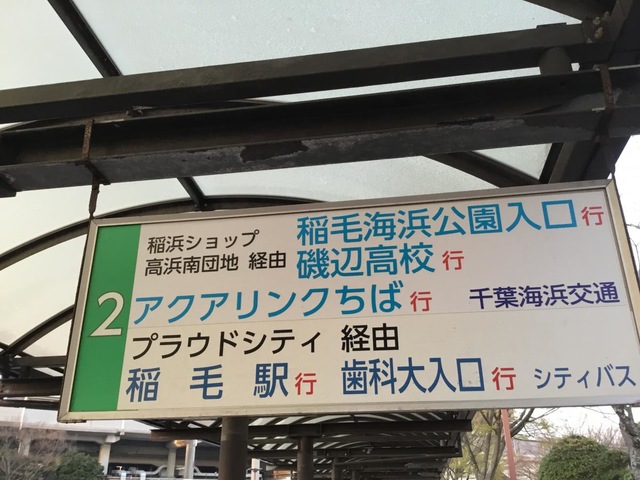 2
稲浜ショップ
高浜南団地 経由
稲毛海浜公園入口行
磯辺高校行
アクアリンクちば行 千葉海浜交通
プラウドシティ 経由
稲毛駅行 歯科大入口行 シティバス